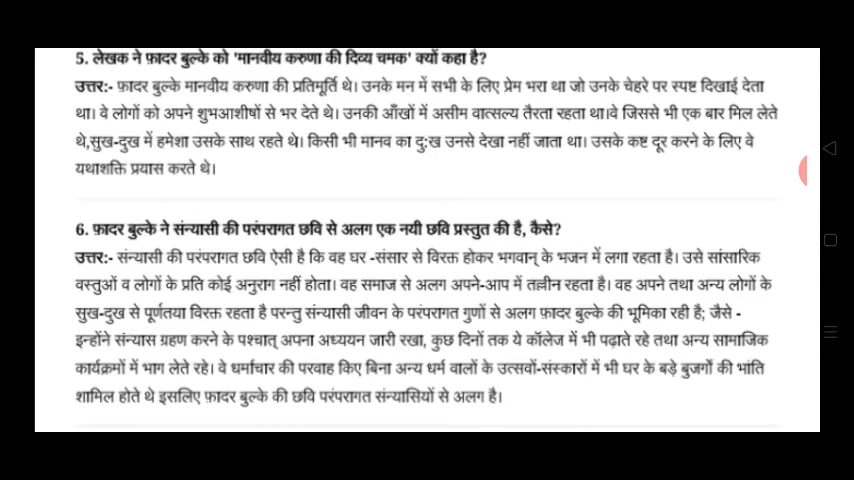 5. लेखक ने फ़ादर बुल्के को 'मानवीय करुणा की दिव्य चमक' क्यों कहा है?
उत्तर:- फ़ादर बुल्के मानवीय करुणा की प्रतिमूर्ति थे। उनके मन में सभी के लिए प्रेम भरा था जो उनके चेहरे पर स्पष्ट दिखाई देता
था। वे लोगों को अपने शुभआशीषों से भर देते थे। उनकी आँखों में असीम वात्सल्य तैरता रहता था।वे जिससे भी एक बार मिल लेते
थे,सुख-दुख में हमेशा उसके साथ रहते थे। किसी भी मानव का दु:ख उनसे देखा नहीं जाता था। उसके कष्ट दूर करने के लिए वे
यथाशक्ति प्रयास करते थे।
6. फ़ादर बुल्के ने संन्यासी की परंपरागत छवि से अलग एक नयी छवि प्रस्तुत की है, कैसे?
उत्तर:- संन्यासी की परंपरागत छवि ऐसी है कि वह घर -संसार से विरक्त होकर भगवान् के भजन में लगा रहता है। उसे सांसारिक
वस्तुओं व लोगों के प्रति कोई अनुराग नहीं होता। वह समाज से अलग अपने-आप में तल्लीन रहता है। वह अपने तथा अन्य लोगों के
सुख-दुख से पूर्णतया विरक्त रहता है परन्तु संन्यासी जीवन के परंपरागत गुणों से अलग फ़ादर बुल्के की भूमिका रही है; जैसे -
इन्होंने संन्यास ग्रहण करने के पश्चात् अपना अध्ययन जारी रखा, कुछ दिनों तक ये कॉलेज में भी पढ़ाते रहे तथा अन्य सामाजिक
कार्यक्रमों में भाग लेते रहे। वे धर्माचार की परवाह किए बिना अन्य धर्म वालों के उत्सवों-संस्कारों में भी घर के बड़े बुजर्गों की भांति
शामिल होते थे इसलिए फ़ादर बुल्के की छवि परंपरागत संन्यासियों से अलग है।